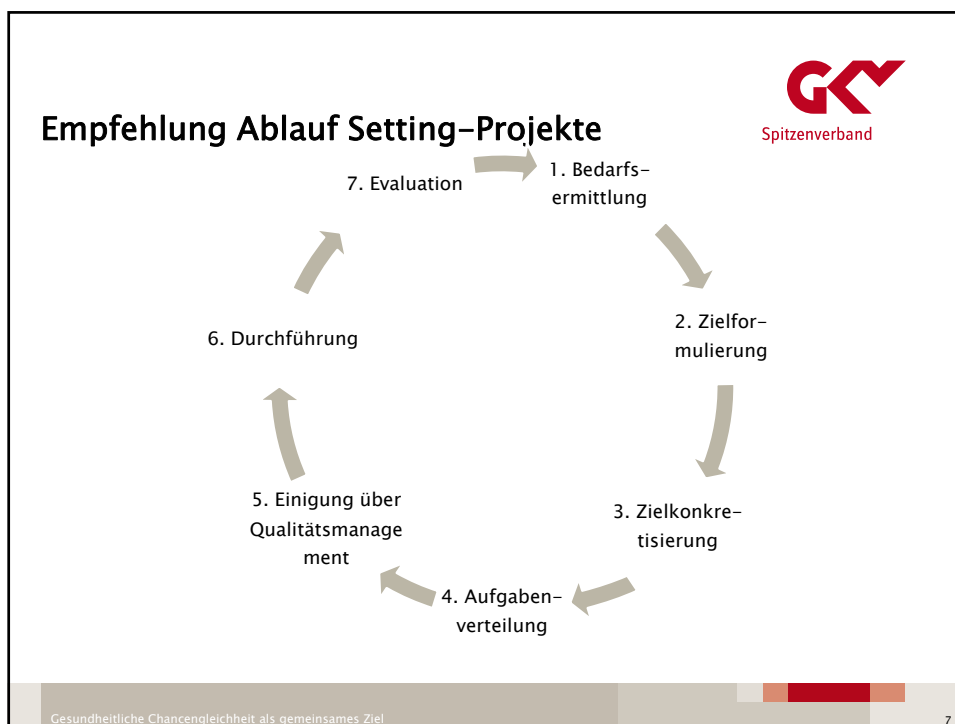 GKV
Spitzenverband
Empfehlung Ablauf Setting-Projekte
1. Bedarfs-
ermittlung
2. Zielfor-
mulierung
3. Zielkonkre-
tisierung
4. Aufgaben-
verteilung
5. Einigung über
Qualitätsmanage
ment
6. Durchführung
7. Evaluation
Gesundheitliche Chancengleichheit als gemeinsames Ziel
7